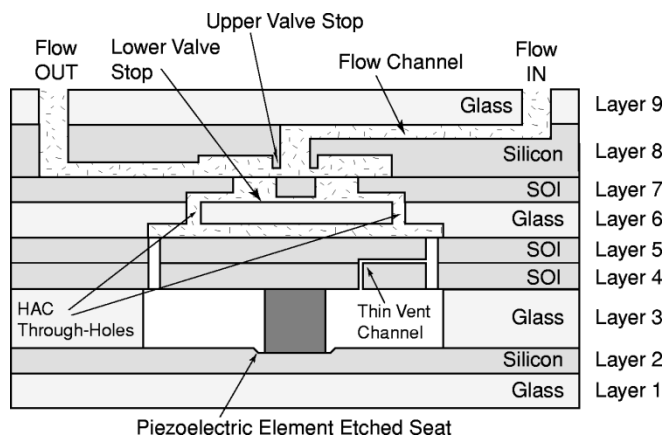 Upper Valve Stop
Flow
OUT
Lower Valve
Stop
Flow Channel
Flow
IN
Glass
Layer 9
Silicon
Layer 8
SOI
Layer 7
Glass
Layer 6
SOI
Layer 5
SOI
Layer 4
HAC
Through-Holes
Thin Vent
Channel
Glass
Layer 3
Silicon
Layer 2
Glass
Layer 1
Piezoelectric Element Etched Seat